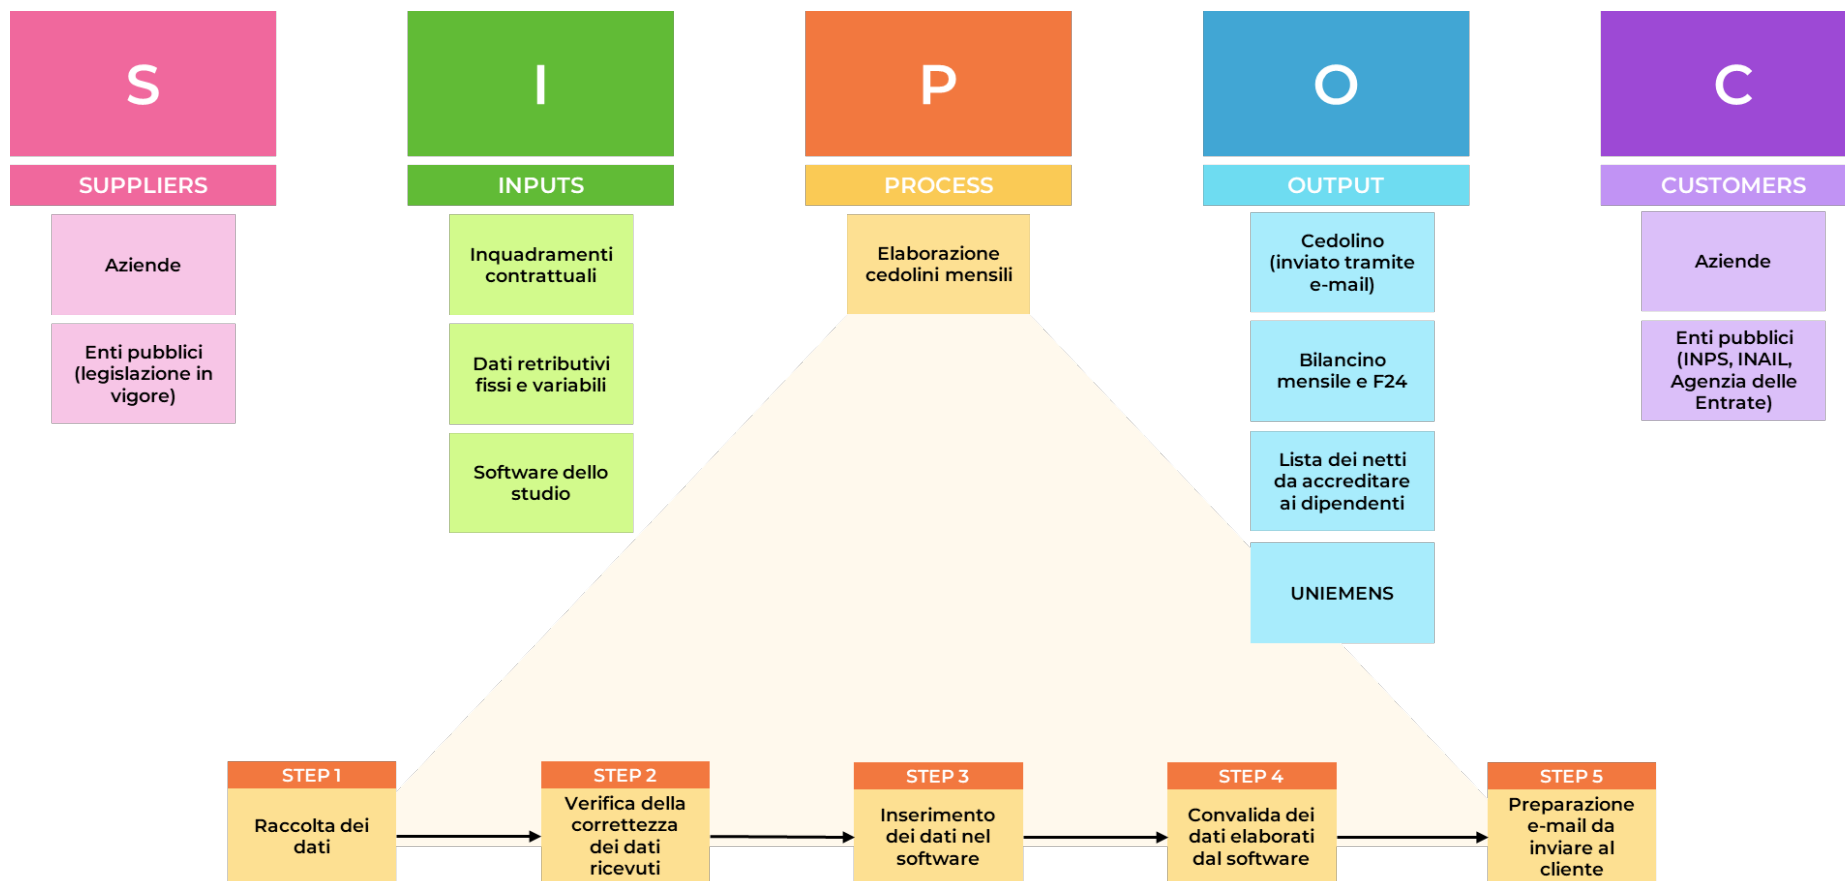 S
I
P
O
C
SUPPLIERS
INPUTS
PROCESS
OUTPUT
CUSTOMERS
Aziende
Enti pubblici
(legislazione in
vigore)
Inquadramenti
contrattuali
Dati retributivi
fissi e variabili
Software dello
studio
Elaborazione
cedolini mensili
Cedolino
(inviato tramite
e-mail)
Bilancino
mensile e F24
Lista dei netti
da accreditare
ai dipendenti
UNIEMENS
Aziende
Enti pubblici
(INPS, INAIL,
Agenzia delle
Entrate)
STEP 1
Raccolta dei
dati
STEP 2
Verifica della
correttezza
dei dati
ricevuti
STEP 3
Inserimento
dei dati nel
software
STEP 4
Convalida dei
dati elaborati
dal software
STEP 5
Preparazione
e-mail da
inviare al
cliente